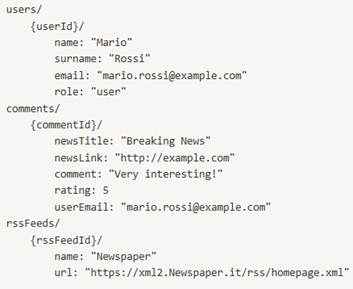 users/
    {userId}/
        name: "Mario"
        surname: "Rossi"
        email: "mario.rossi@example.com"
        role: "user"
comments/
    {commentId}/
        newsTitle: "Breaking News"
        newsLink: "http://example.com"
        comment: "Very interesting!"
        rating: 5
        userEmail: "mario.rossi@example.com"
rssFeeds/
    {rssFeedId}/
        name: "Newspaper"
        url: "https://xml2.Newspaper.it/rss/homepage.xml"